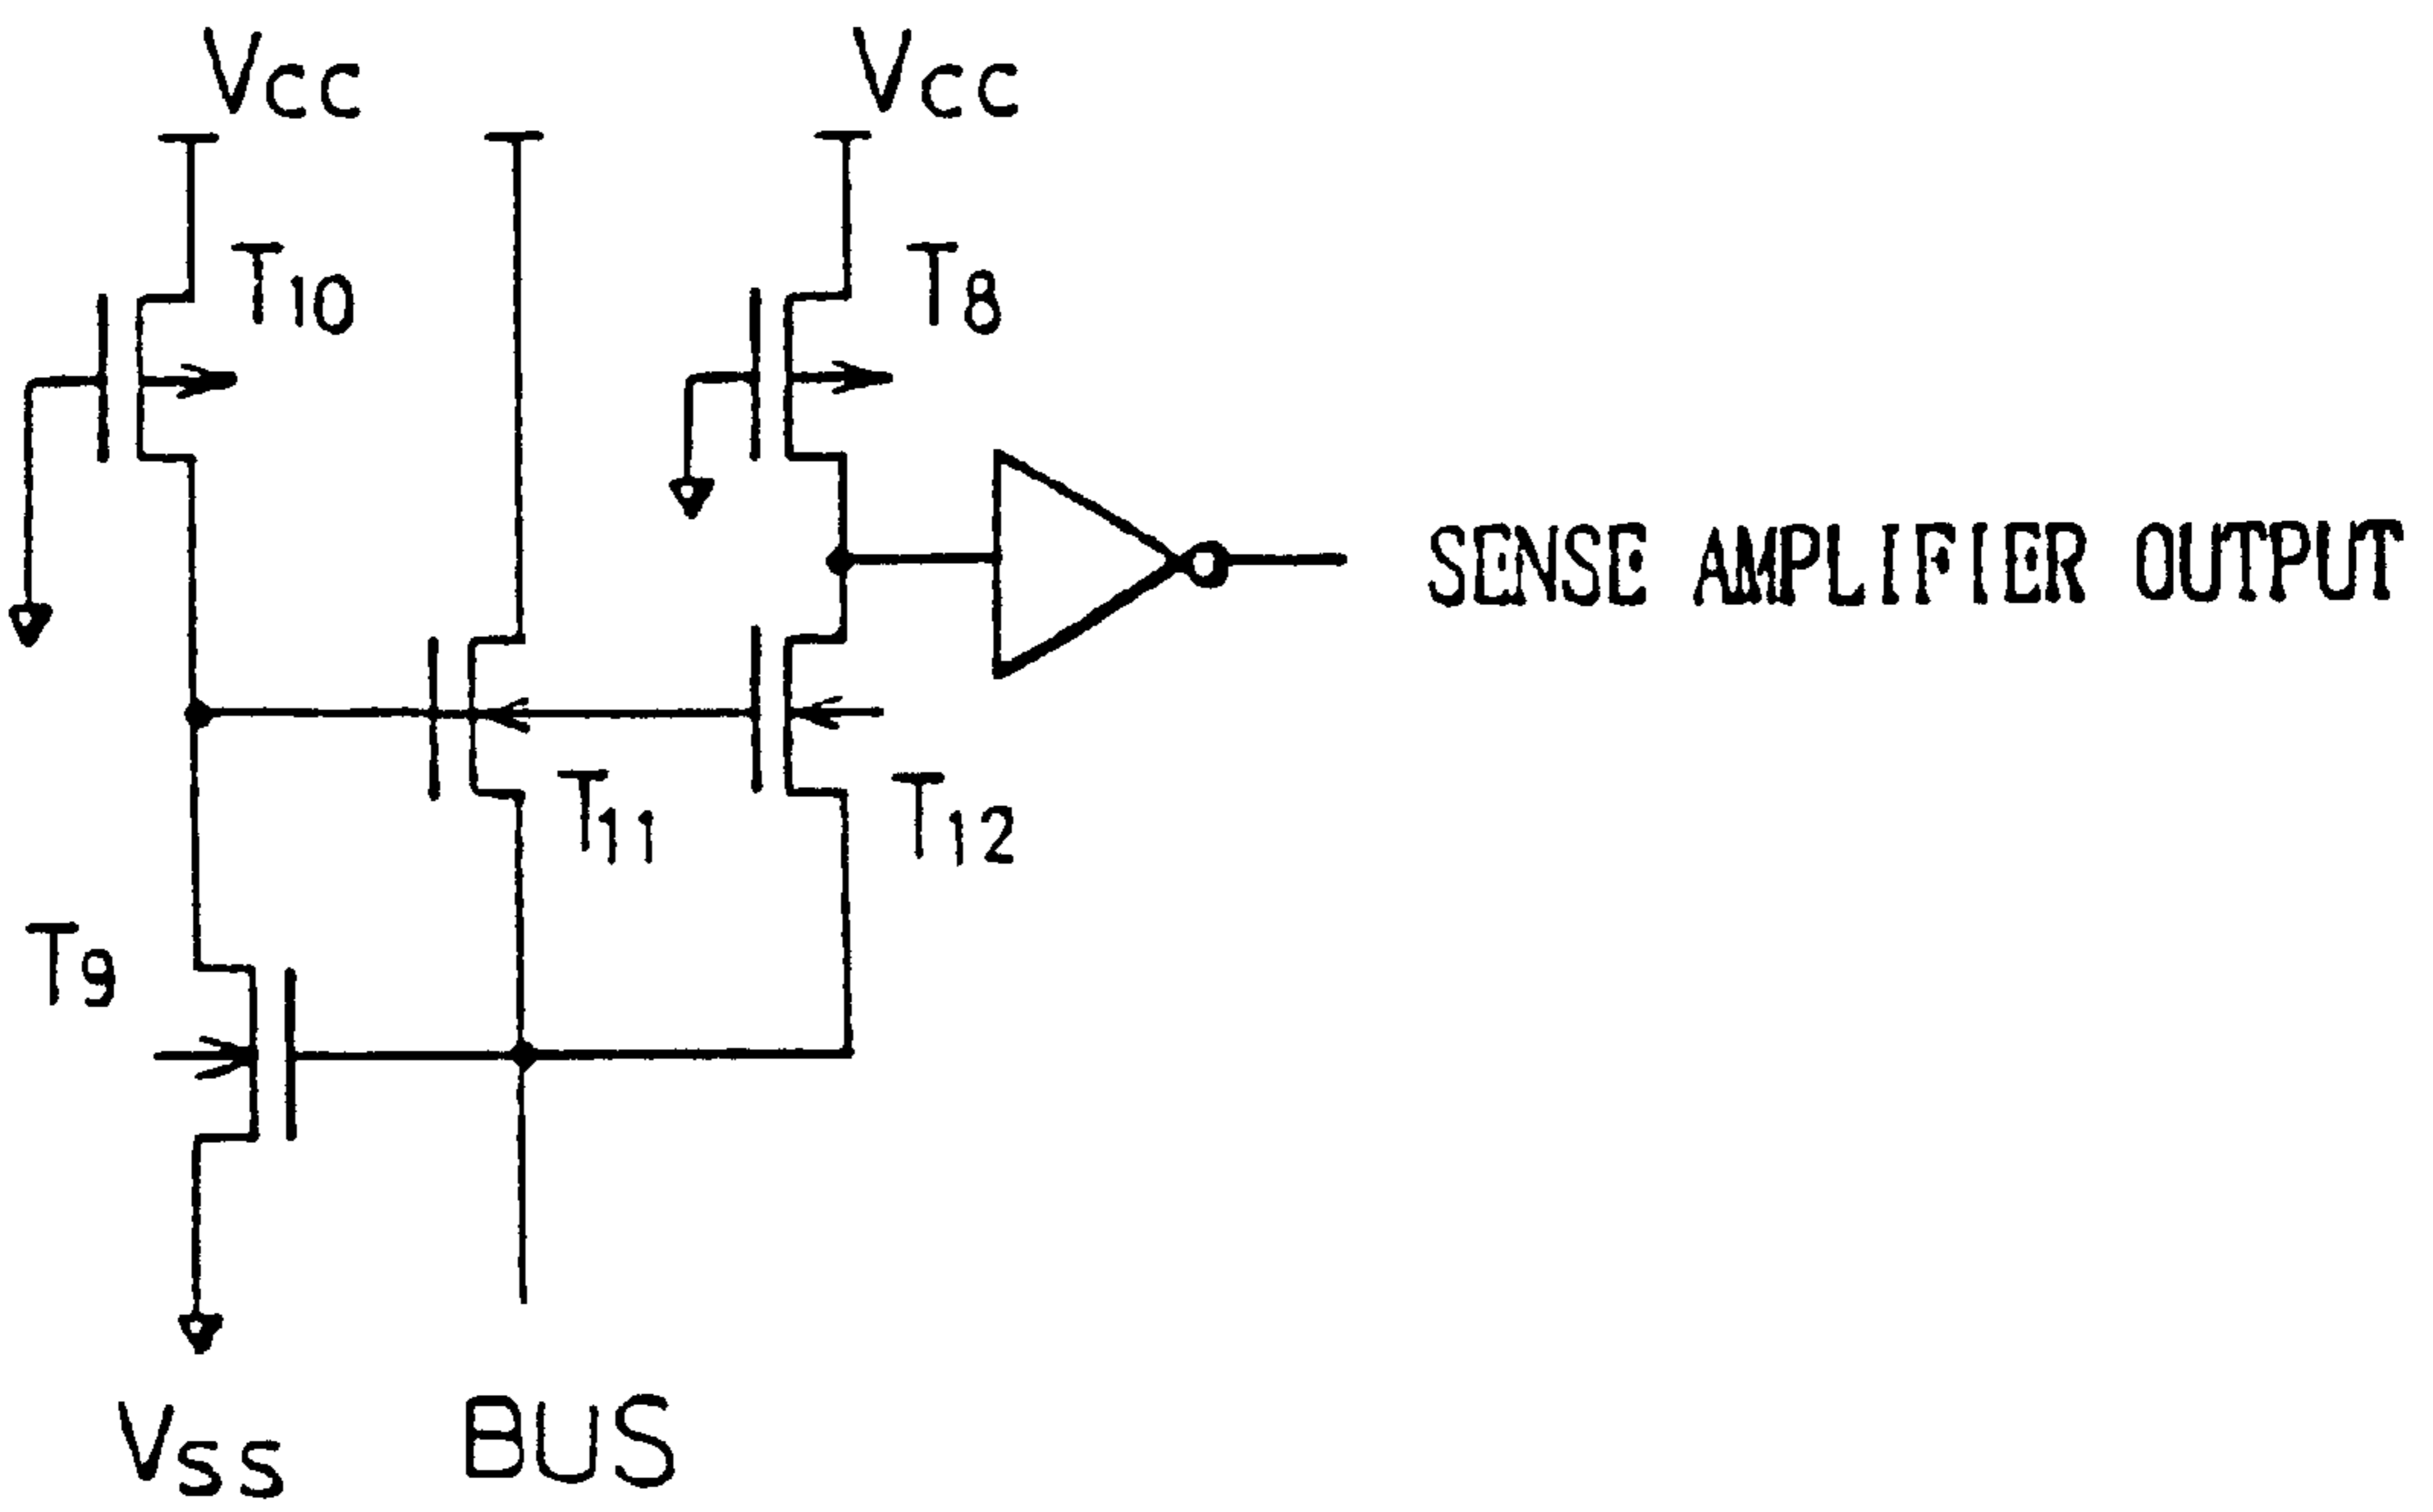 Vcc
Vcc
T10
T8
SENSE AMPLIFIER OUTPUT
T11
T12
T9
Vss
BUS